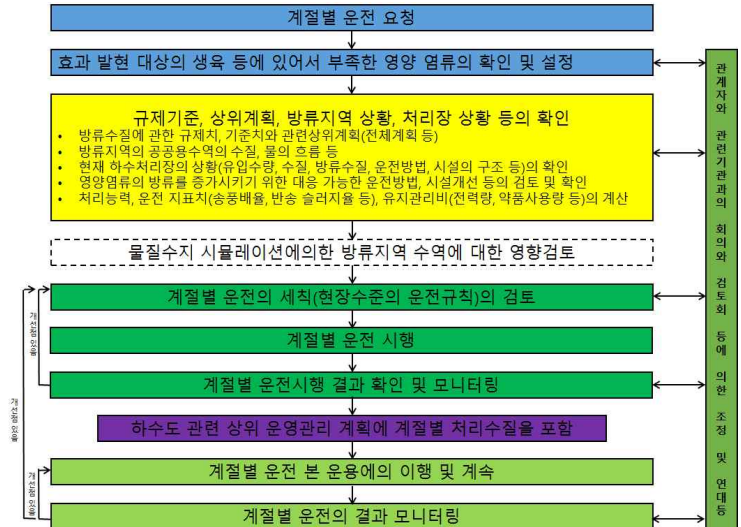 계절별 운전 요청
효과 발현 대상의 생육 등에 있어서 부족한 영양 염류의 확인 및 설정
규제기준, 상위계획, 방류지역 상황, 처리장 상황 등의 확인
• 방류수질에 관한 규제치, 기준치와 관련상위계획(전체계획 등)
• 방류지역의 공공용수역의 수질, 물의 흐름 등
• 현재 하수처리장의 상황(유입수량, 수질, 방류수질, 운전방법, 시설의 구조 등)의 확인
• 영양염류의 방류를 증가시키기 위한 대응 가능한 운전방법, 시설개선 등의 검토 및 확인
• 처리능력, 운전 지표치(송풍배율, 반송 슬러지율 등), 유지관리비(전력량, 약품사용량 등)의 계산
물질수지 시뮬레이션에의한 방류지역 수역에 대한 영향검토
계절별 운전의 세칙(현장수준의 운전규칙)의 검토
계절별 운전 시행
계절별 운전시행 결과 확인 및 모니터링
하수도 관련 상위 운영관리 계획에 계절별 처리수질을 포함
계절별 운전 본 운용에의 이행 및 계속
계절별 운전의 결과 모니터링
개선점 있음
개선점 있음
개선점 있음
관계자와 관련기관과의 회의와 검토회 등에 의한 조정 및 연대등